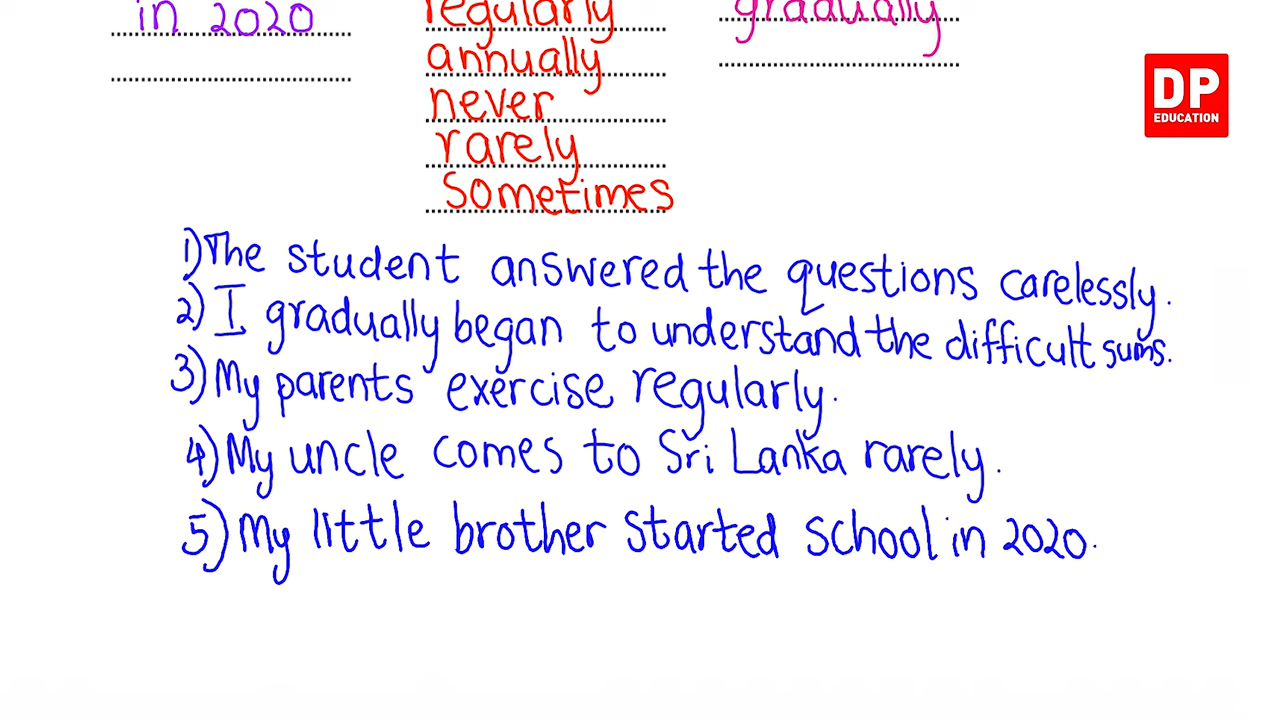 in 2020
regularly
gradually
annually
never
rarely
sometimes
DP
EDUCATION
1) The student answered the questions carelessly.
2) I gradually began to understand the difficult sums.
3) My parents exercise regularly.
4) My uncle comes to Sri Lanka rarely.
5) My little brother started school in 2020.